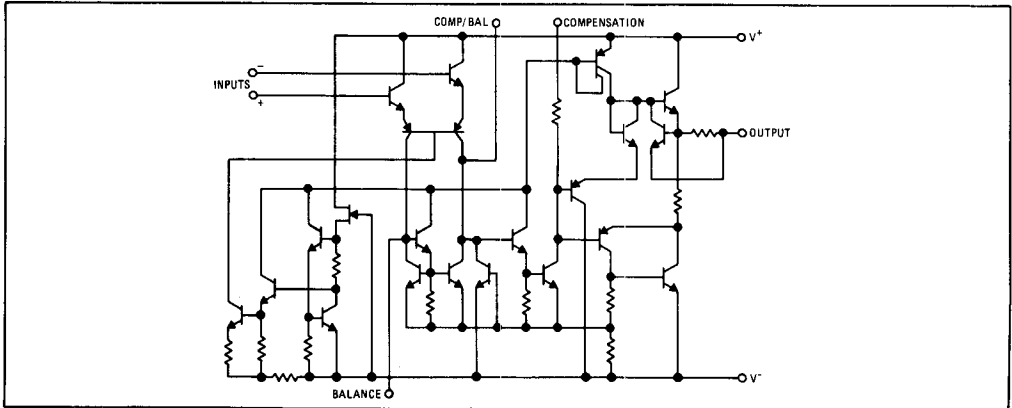 COMP/BAL
COMPENSATION
V+
−
INPUTS
+
OUTPUT
V−
BALANCE